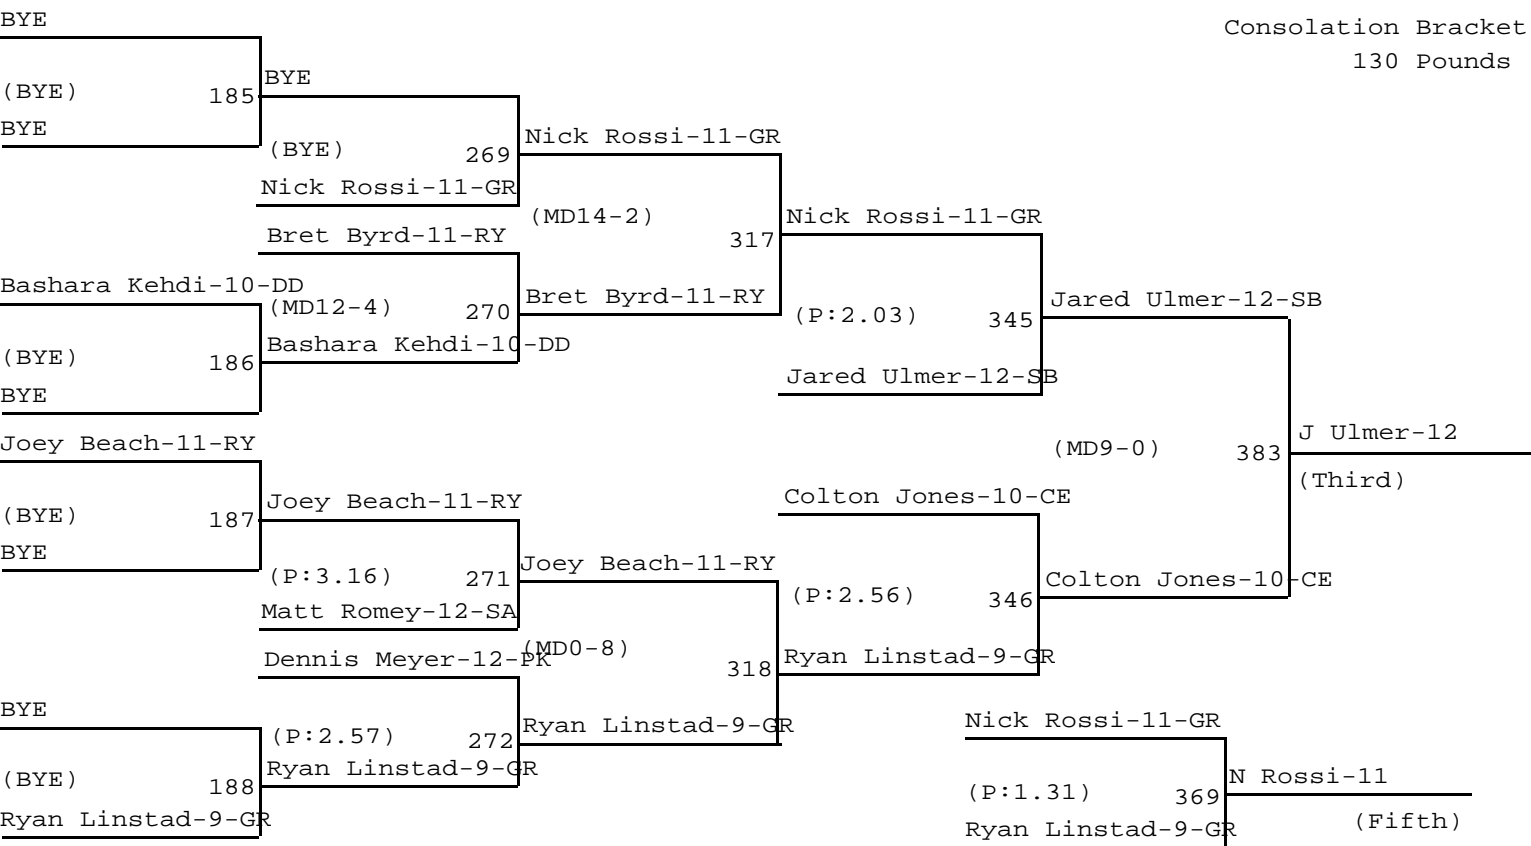 BYE
Consolation Bracket
130 Pounds
BYE
(BYE)
185
BYE
Nick Rossi-11-GR
(BYE)
269
Nick Rossi-11-GR
(MD14-2)
Nick Rossi-11-GR
317
Bret Byrd-11-RY
Bashara Kehdi-10-DD
(MD12-4)
270
Bret Byrd-11-RY
(P:2.03)
345
Jared Ulmer-12-SB
Bashara Kehdi-10-DD
(BYE)
186
BYE
Jared Ulmer-12-SB
J Ulmer-12
Joey Beach-11-RY
(MD9-0)
383
(Third)
Joey Beach-11-RY
Colton Jones-10-CE
(BYE)
187
BYE
Joey Beach-11-RY
(P:3.16)
271
Colton Jones-10-CE
(P:2.56)
346
Matt Romey-12-SA
(MD0-8)
Dennis Meyer-12-PK
318
Ryan Linstad-9-GR
BYE
Ryan Linstad-9-GR
Nick Rossi-11-GR
(P:2.57)
272
Ryan Linstad-9-GR
(BYE)
188
N Rossi-11
(P:1.31)
369
Ryan Linstad-9-GR
Ryan Linstad-9-GR
(Fifth)